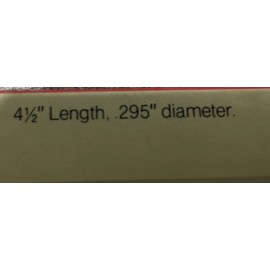 4½" Length, .295" diameter.